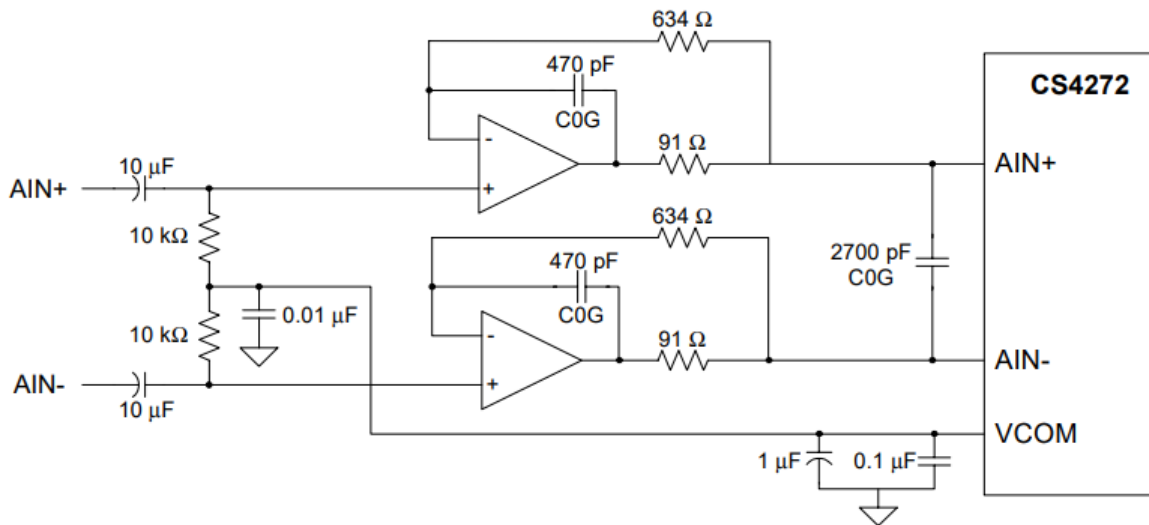 634 Ω
470 pF
C0G
CS4272
-
91 Ω
AIN+
10 µF
AIN+
+
10 kΩ
634 Ω
2700 pF
C0G
470 pF
C0G
0.01 µF
10 kΩ
-
91 Ω
AIN-
AIN-
+
10 µF
VCOM
1 µF
0.1 µF